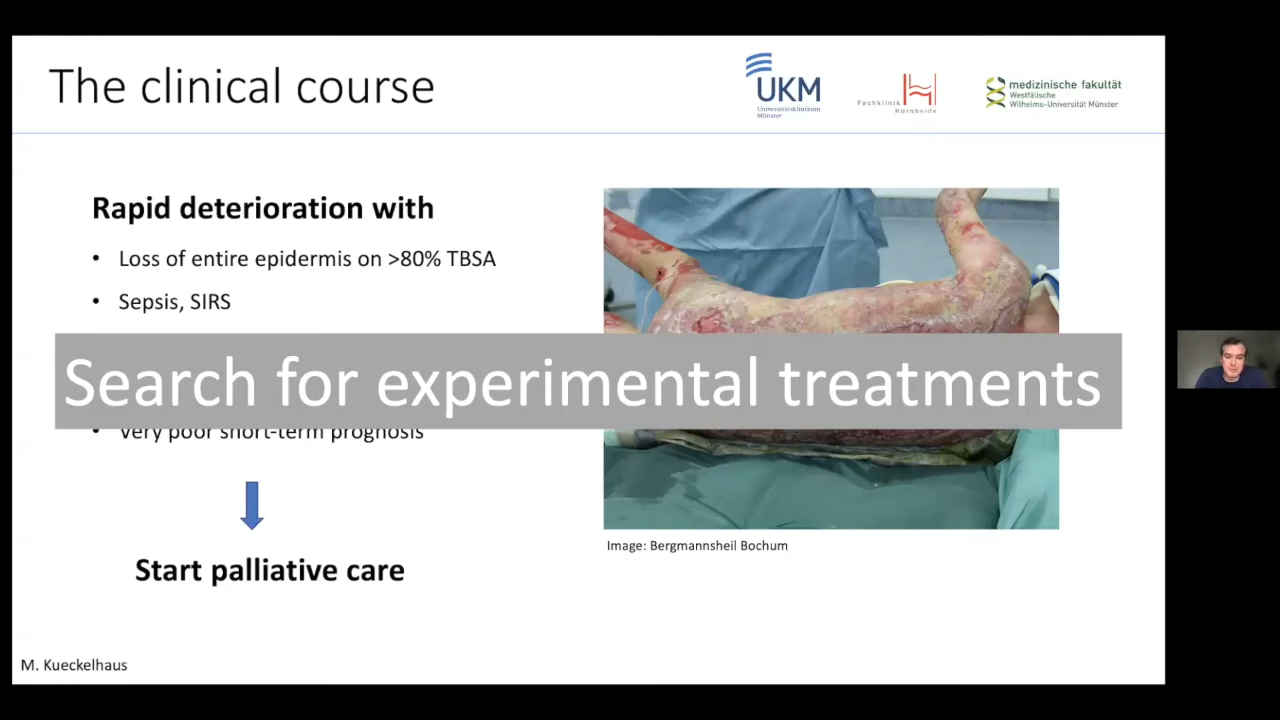 The clinical course
UKM
Universitätsklinikum
Münster
Fachklinik
Hornheide
medizinische fakultät
Westfälische
Wilhelms-Universität Münster
Rapid deterioration with
• Loss of entire epidermis on >80% TBSA
• Sepsis, SIRS
Search for experimental treatments
• Very poor short-term prognosis
Start palliative care
Image: Bergmannsheil Bochum
M. Kueckelhaus